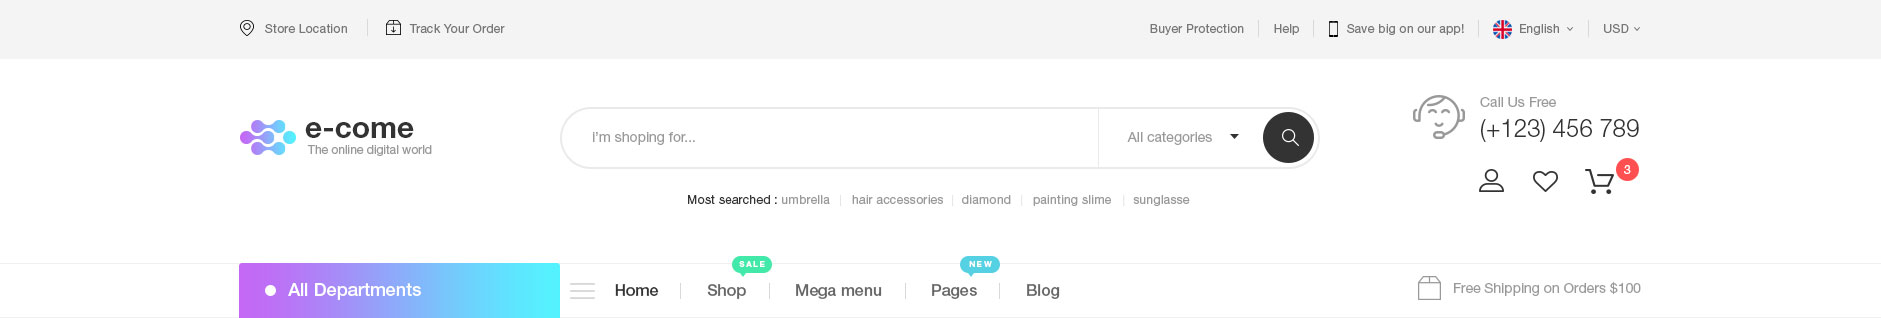 Store Location
Track Your Order
Buyer Protection
Help
Save big on our app!
English
USD
e-come
The online digital world
I'm shoping for...
All categories
Call Us Free
(+123) 456 789
3
Most searched : umbrella hair accessories diamond painting slime sunglasse
SALE
NEW
All Departments
Home
Shop
Mega menu
Pages
Blog
Free Shipping on Orders $100